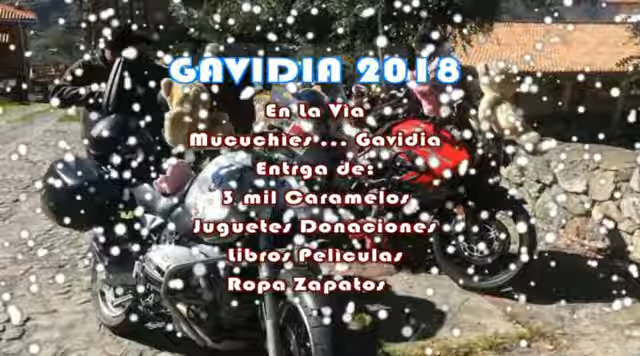 GAVIDIA 2018
En La Via
Mucuchies... Gavidia
Entrga de:
3 mil Caramelos
Juguetes Donaciones
Libros Peliculas
Ropa Zapatos